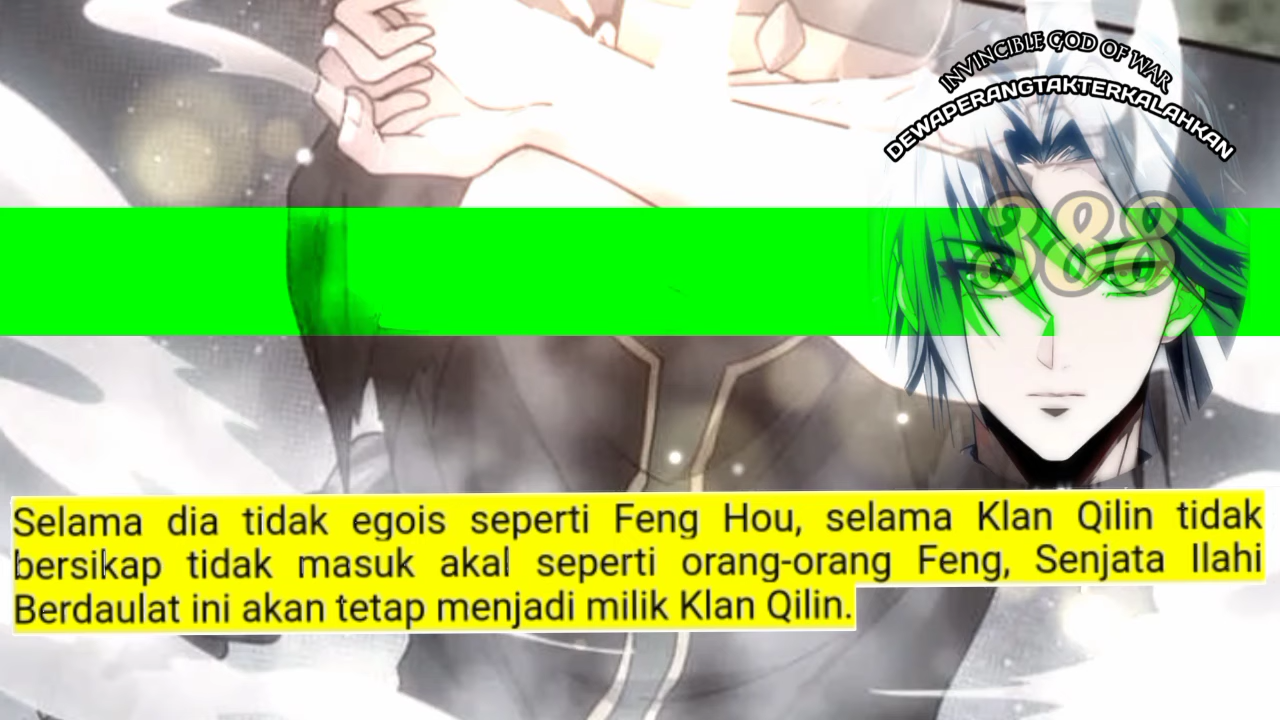 INVINCIBLE GOD OF WAR
DEWAPERANGTAKTERKALAHKAN
388
Selama dia tidak egois seperti Feng Hou, selama Klan Qilin tidak
bersikap tidak masuk akal seperti orang-orang Feng, Senjata Ilahi
Berdaulat ini akan tetap menjadi milik Klan Qilin.